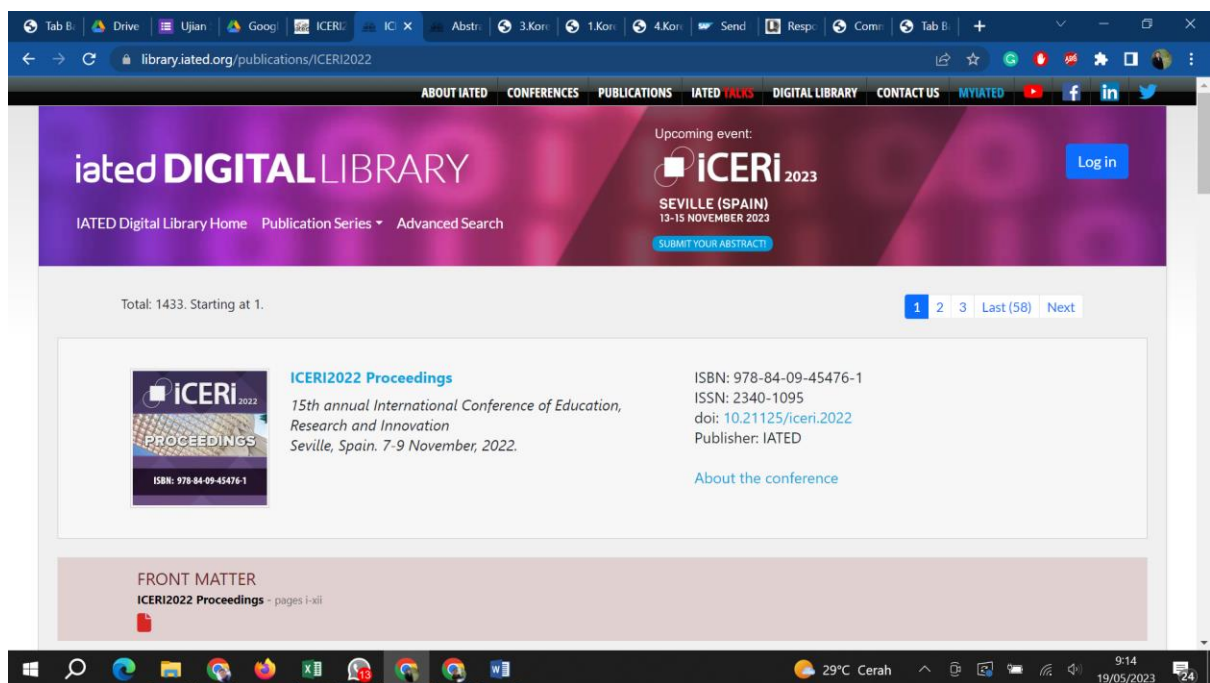 Tab B
Drive
Ujian
Googl
ICERI2
ICI
Abstra
3.Kore
1.Kore
4.Kore
Send
Respo
Comm
Tab B
library.iated.org/publications/ICERI2022
ABOUT IATED CONFERENCES PUBLICATIONS IATED TALKS DIGITAL LIBRARY CONTACT US MYIATED
iated DIGITAL LIBRARY
IATED Digital Library Home Publication Series Advanced Search
Upcoming event:
iCERi 2023
SEVILLE (SPAIN)
13-15 NOVEMBER 2023
SUBMIT YOUR ABSTRACT!
Log in
Total: 1433. Starting at 1.
1 2 3 Last (58) Next
iCERi 2022
PROCEEDINGS
ISBN: 978-84-09-45476-1
ICERI2022 Proceedings
15th annual International Conference of Education,
Research and Innovation
Seville, Spain. 7-9 November, 2022.
ISBN: 978-84-09-45476-1
ISSN: 2340-1095
doi: 10.21125/iceri.2022
Publisher: IATED
About the conference
FRONT MATTER
ICERI2022 Proceedings - pages i-xii
29°C Cerah
9:14
19/05/2023
24